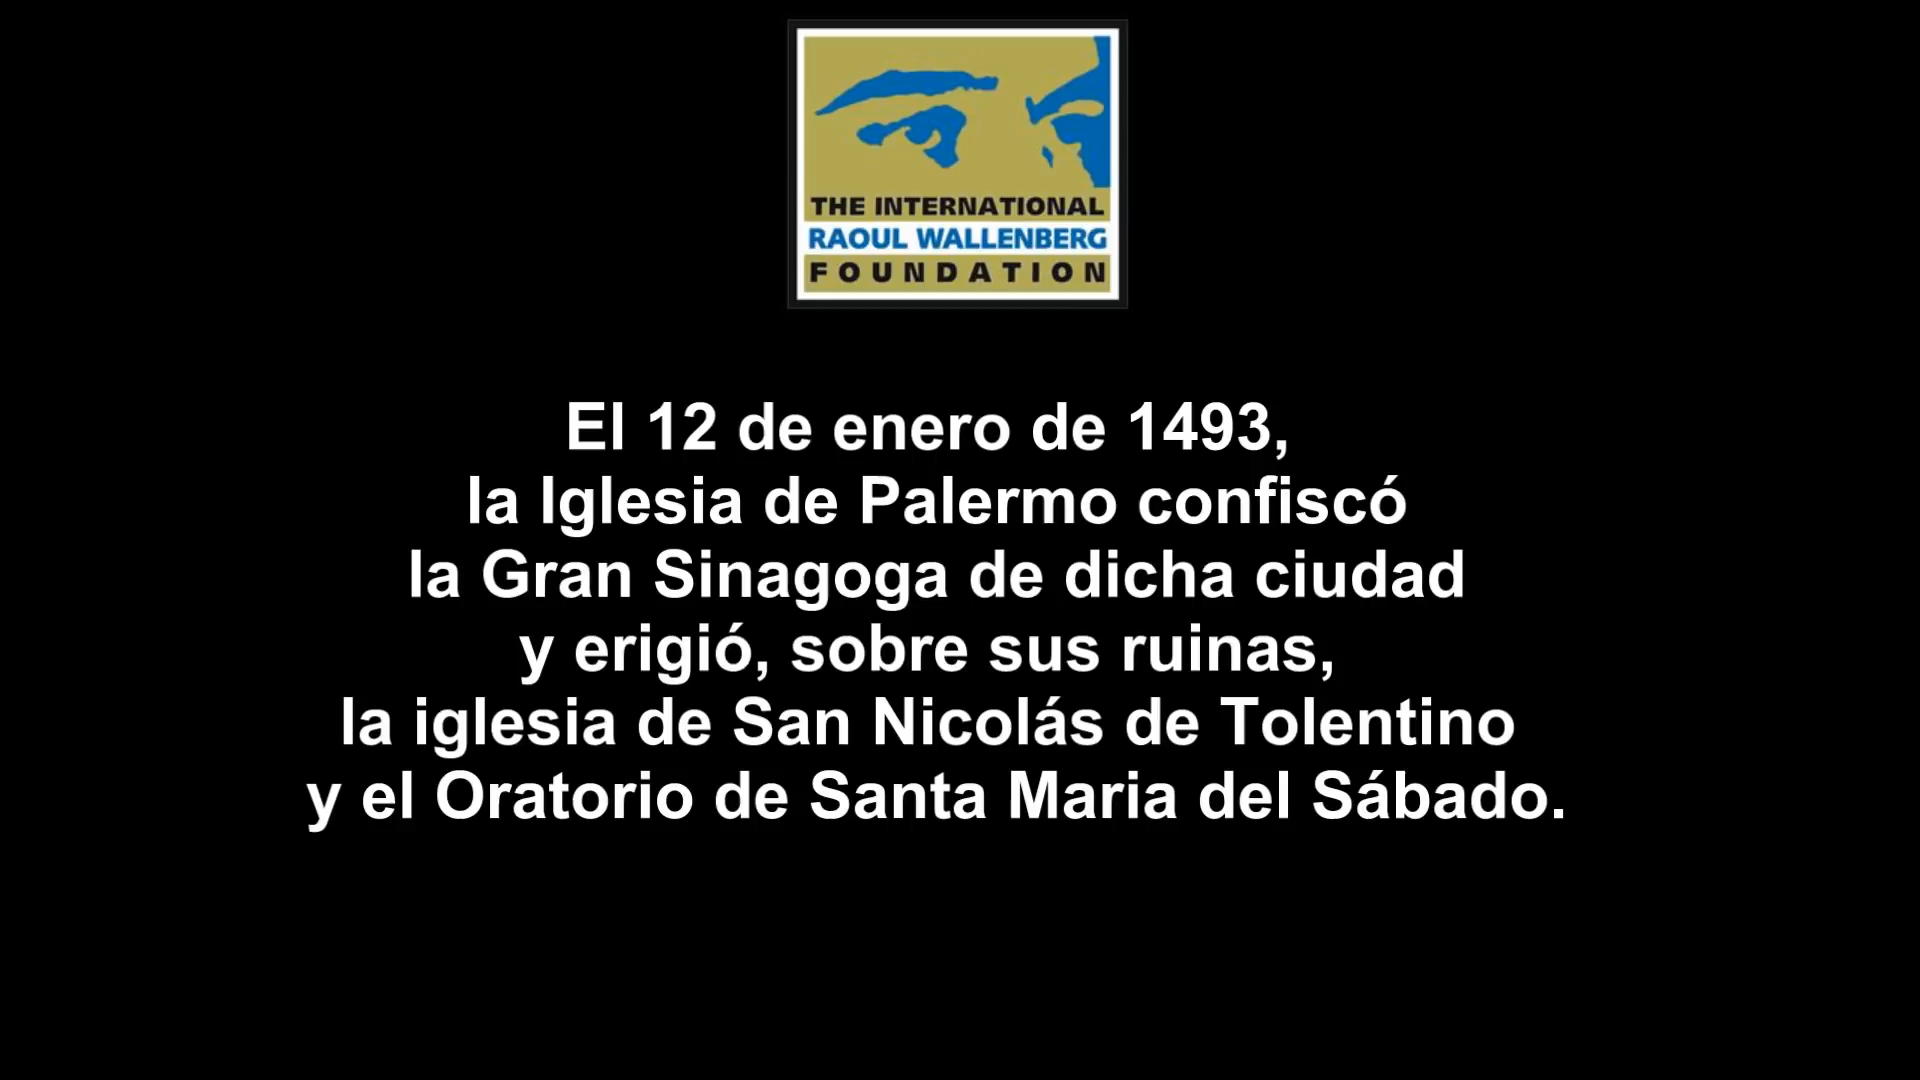 THE INTERNATIONAL
RAOUL WALLENBERG
FOUNDATION
El 12 de enero de 1493,
la Iglesia de Palermo confiscó
la Gran Sinagoga de dicha ciudad
y erigió, sobre sus ruinas,
la iglesia de San Nicolás de Tolentino
y el Oratorio de Santa Maria del Sábado.